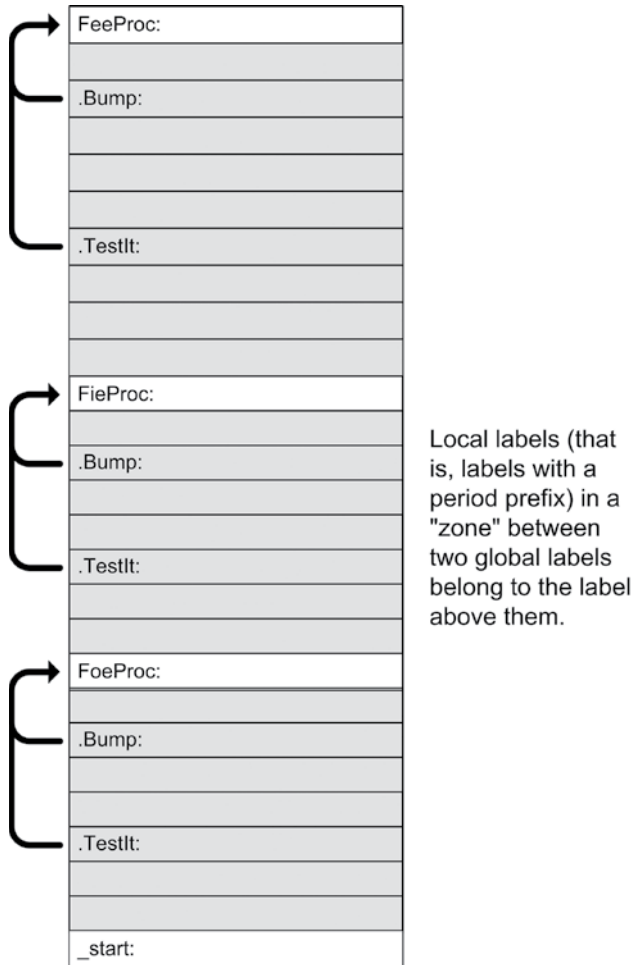 FeeProc:
.Bump:
.TestIt:
FieProc:
.Bump:
.TestIt:
FoeProc:
.Bump:
.TestIt:
_start:
Local labels (that
is, labels with a
period prefix) in a
"zone" between
two global labels
belong to the label
above them.